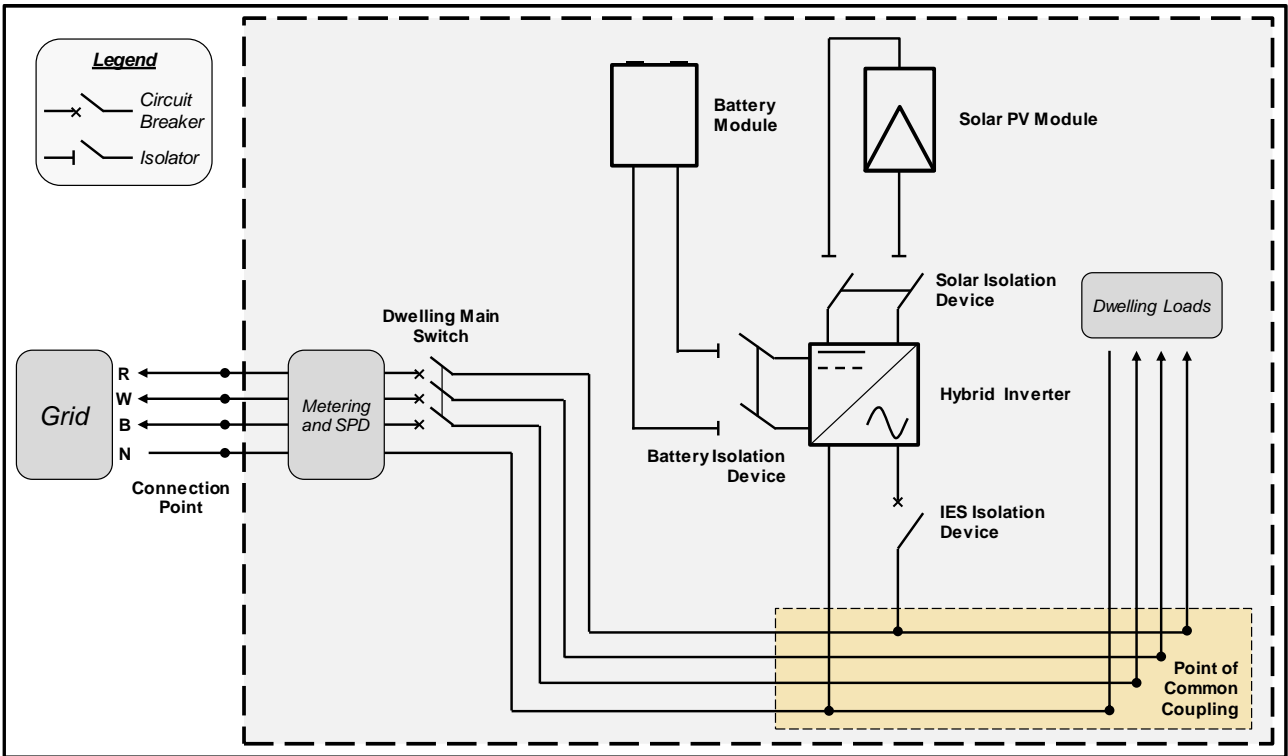 Legend
Circuit
Breaker
Isolator
Battery
Module
Solar PV Module
Solar Isolation
Device
Dwelling Loads
Dwelling Main
Switch
Grid
R
W
B
N
Metering
and SPD
Connection
Point
Hybrid Inverter
Battery Isolation
Device
IES Isolation
Device
Point of
Common
Coupling